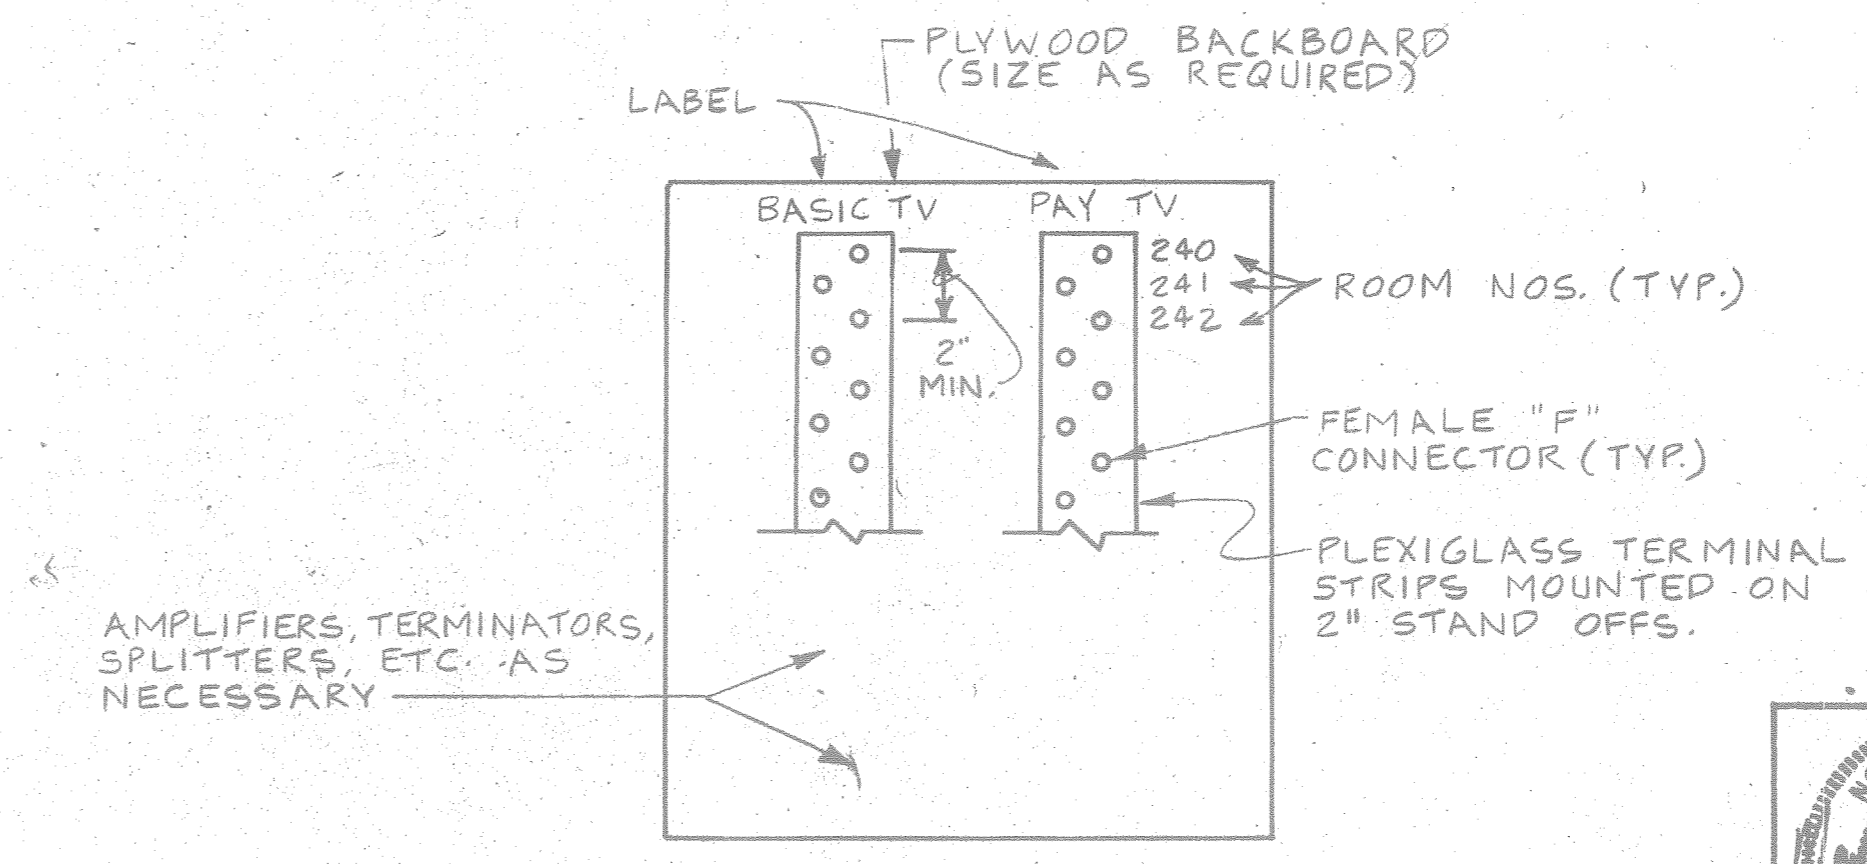 PLYWOOD BACKBOARD
(SIZE AS REQUIRED)
LABEL
BASIC TV
PAY TV
240
241
242
ROOM NOS. (TYP.)
2"
MIN.
FEMALE "F"
CONNECTOR (TYP.)
PLEXIGLASS TERMINAL
STRIPS MOUNTED ON
2" STAND OFFS.
AMPLIFIERS, TERMINATORS,
SPLITTERS, ETC. AS
NECESSARY